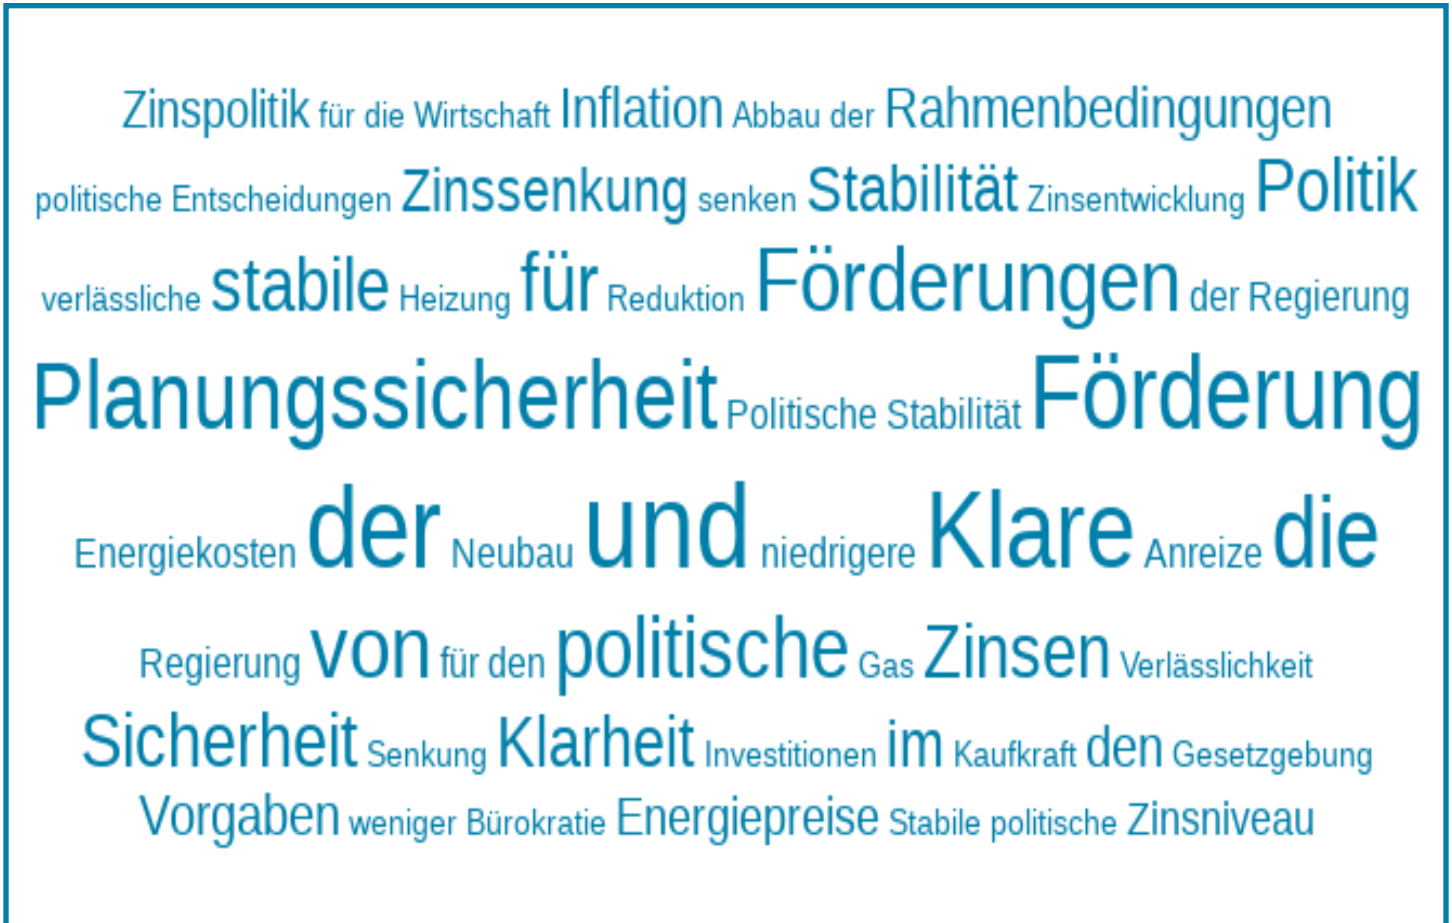 Zinspolitik für die Wirtschaft Inflation Abbau der Rahmenbedingungen
politische Entscheidungen Zinssenkung senken Stabilität Zinsentwicklung Politik
verlässliche stabile Heizung für Reduktion Förderungen der Regierung
Planungssicherheit Politische Stabilität Förderung
Energiekosten der Neubau und niedrigere Klare Anreize die
Regierung von für den politische Gas Zinsen Verlässlichkeit
Sicherheit Senkung Klarheit Investitionen im Kaufkraft den Gesetzgebung
Vorgaben weniger Bürokratie Energiepreise Stabile politische Zinsniveau